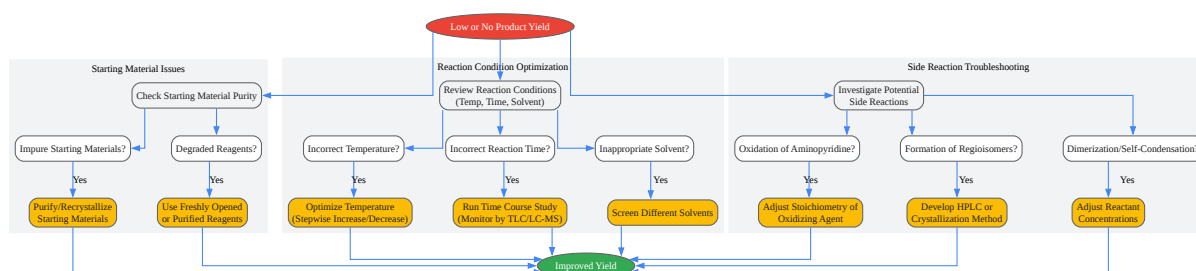 Low or No Product Yield
Starting Material Issues
Reaction Condition Optimization
Side Reaction Troubleshooting
Check Starting Material Purity
Review Reaction Conditions
(Temp, Time, Solvent)
Investigate Potential
Side Reactions
Impure Starting Materials?
Degraded Reagents?
Incorrect Temperature?
Incorrect Reaction Time?
Inappropriate Solvent?
Oxidation of Aminopyridine?
Formation of Regioisomers?
Dimerization/Self-Condensation?
Yes
Yes
Yes
Yes
Yes
Yes
Yes
Yes
Purify/Recrystallize
Starting Materials
Use Freshly Opened
or Purified Reagents
Optimize Temperature
(Stepwise Increase/Decrease)
Run Time Course Study
(Monitor by TLC/LC-MS)
Screen Different Solvents
Adjust Stoichiometry of
Oxidizing Agent
Develop HPLC or
Crystallization Method
Adjust Reactant
Concentrations
Improved Yield